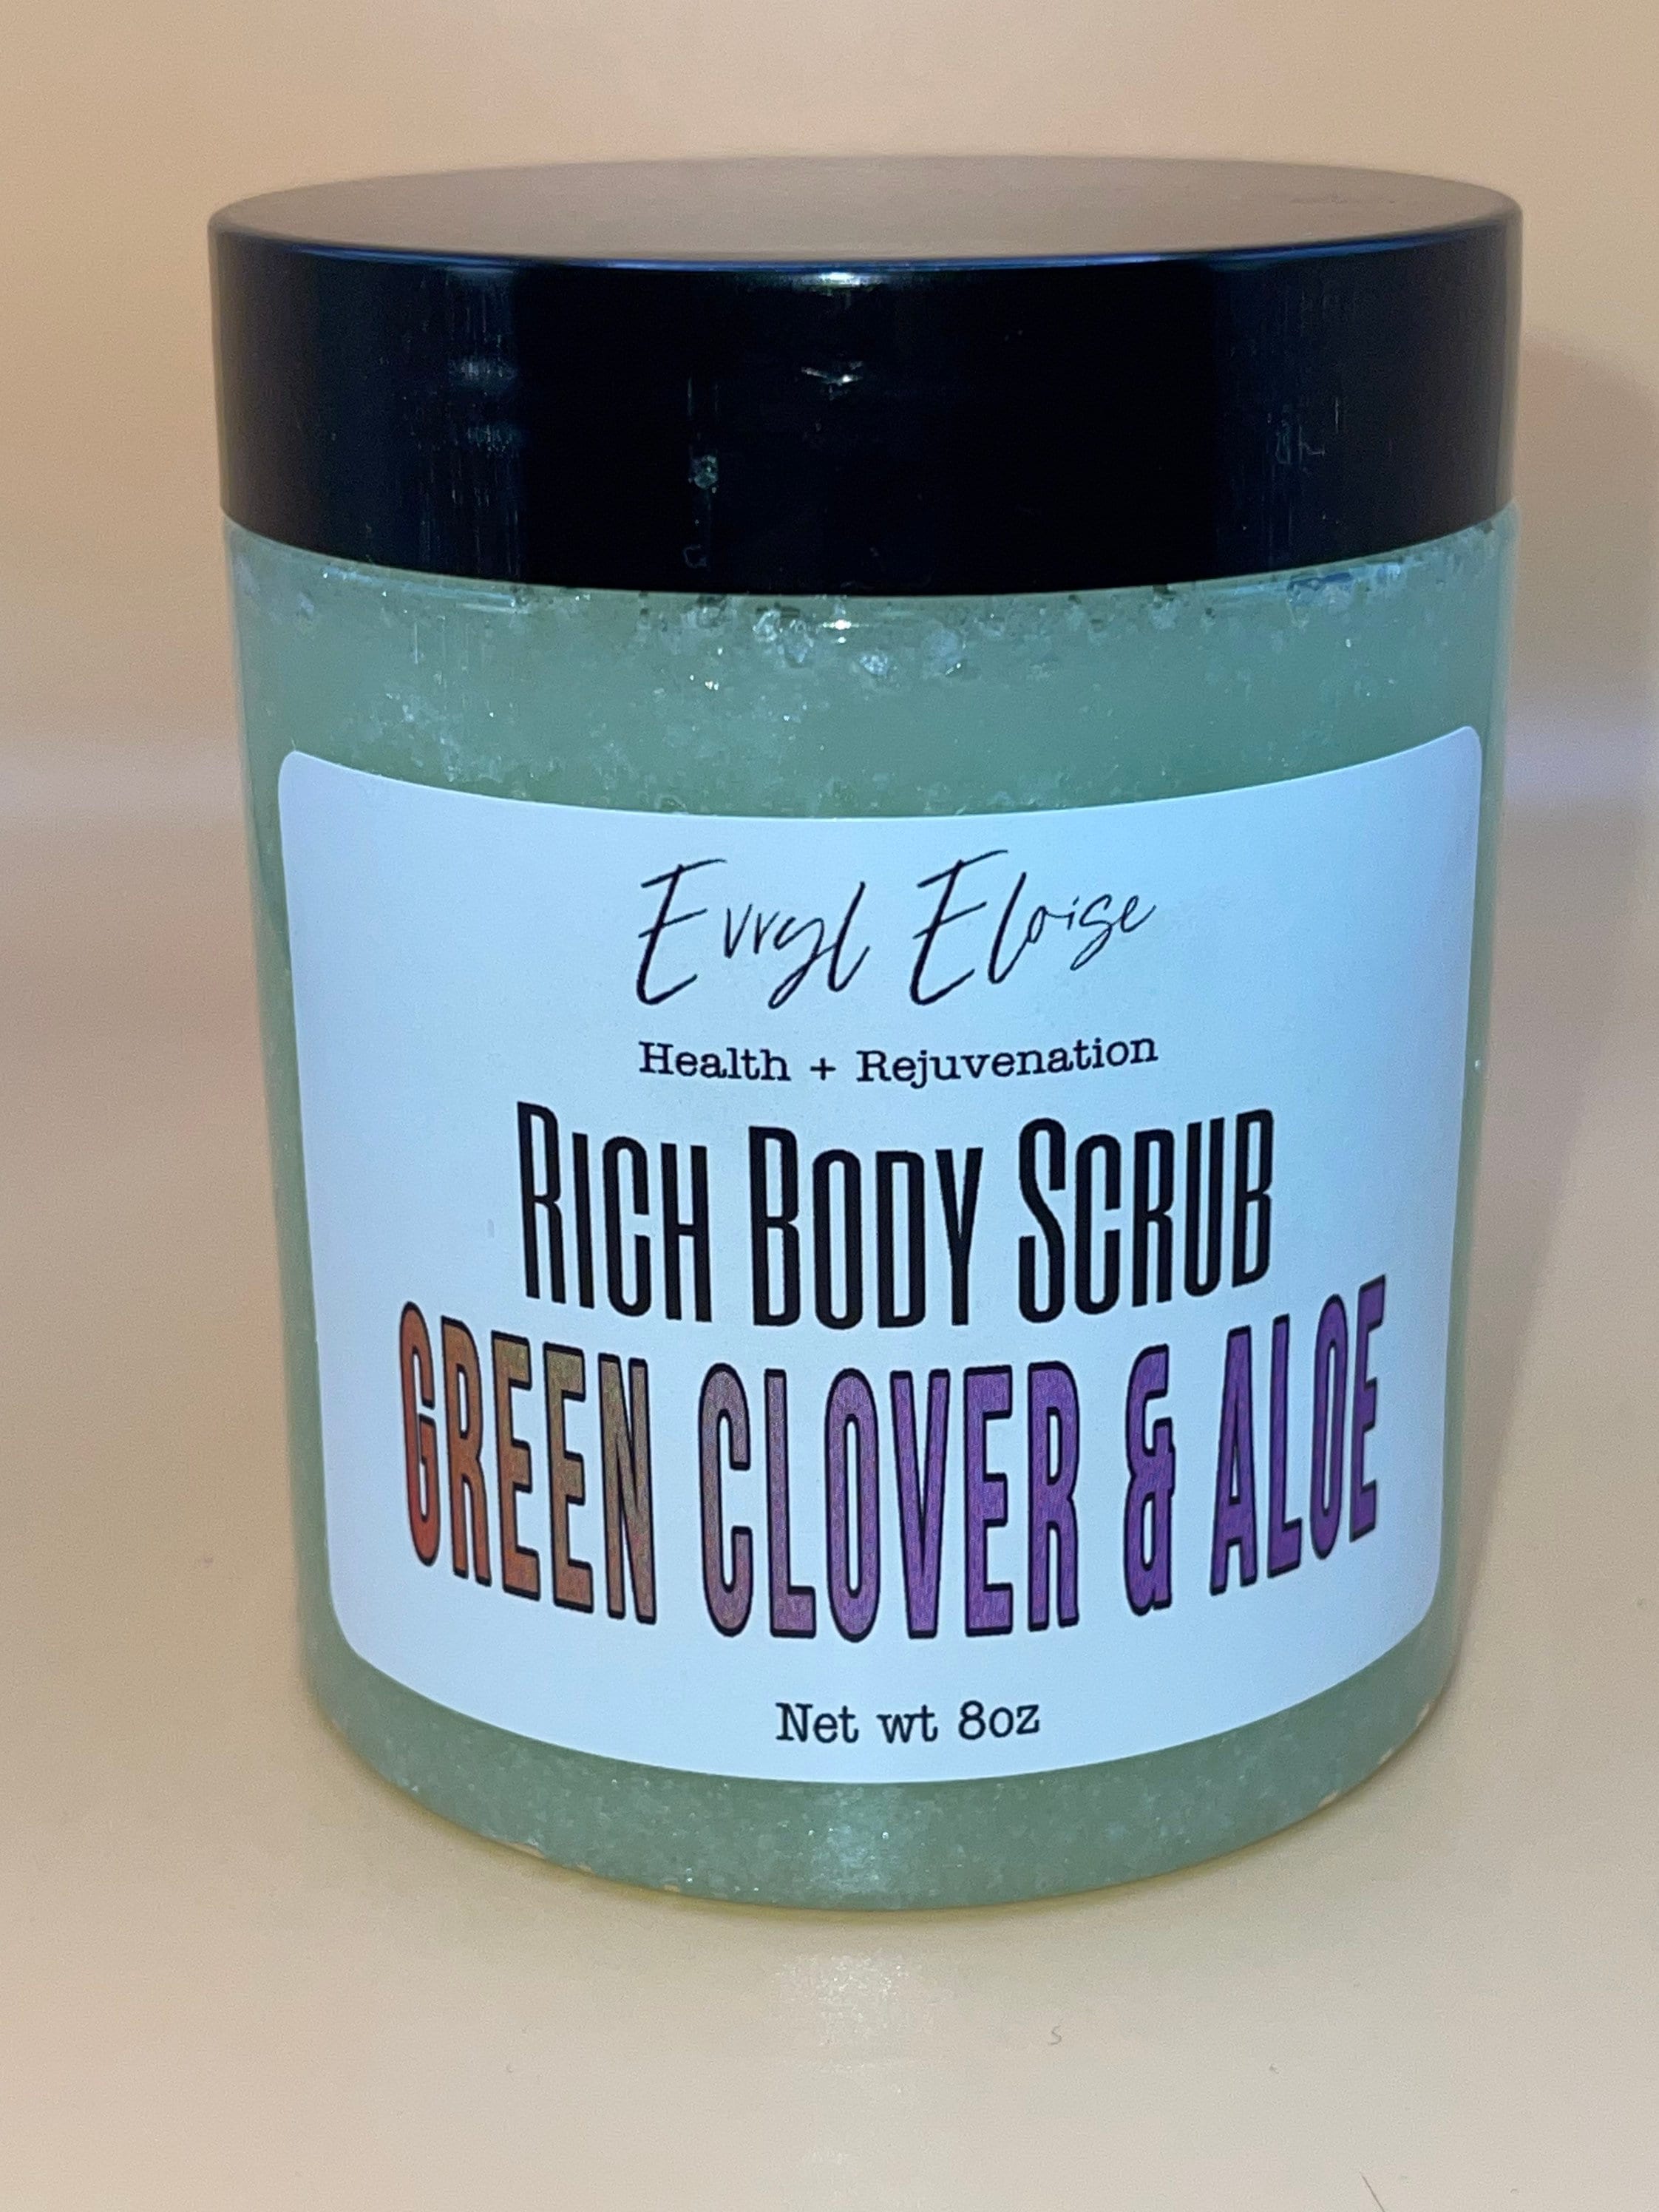 Evryl Eloise
Health + Rejuvenation
RICH BODY SCRUB
GREEN CLOVER & ALOE
Net wt 8oz